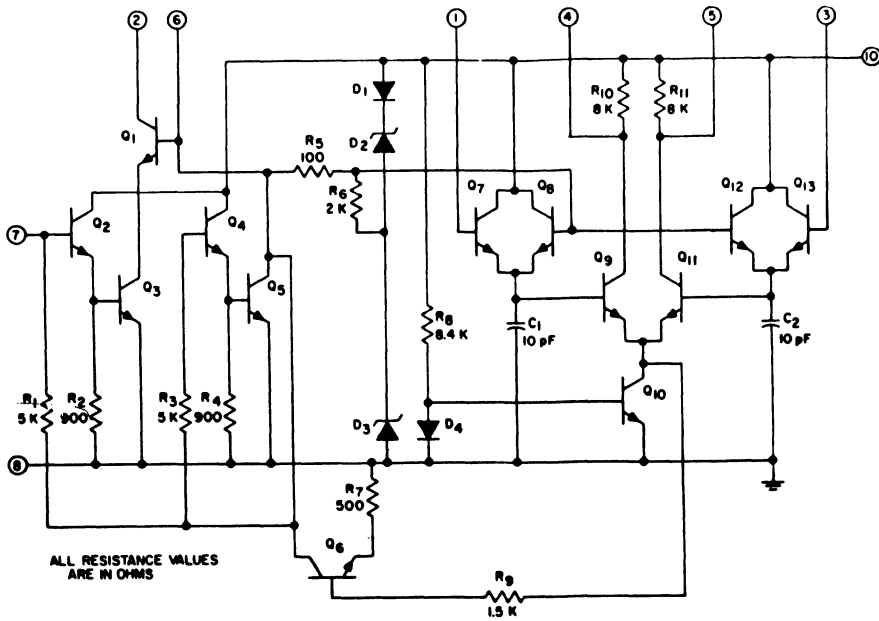 2 6 1 4 5 3
10
D1
R10
8 K
R11
8 K
Q1
D2
R5
100
R6
2 K
Q7
Q8
Q12
Q13
7
Q2
Q4
Q3
Q5
Q9
Q11
R8
8.4 K
C1
10 pF
C2
10 pF
R1
5 K
R2
900
R3
5 K
R4
900
D3
D4
Q10
8
R7
500
Q6
ALL RESISTANCE VALUES
ARE IN OHMS
R9
1.5 K